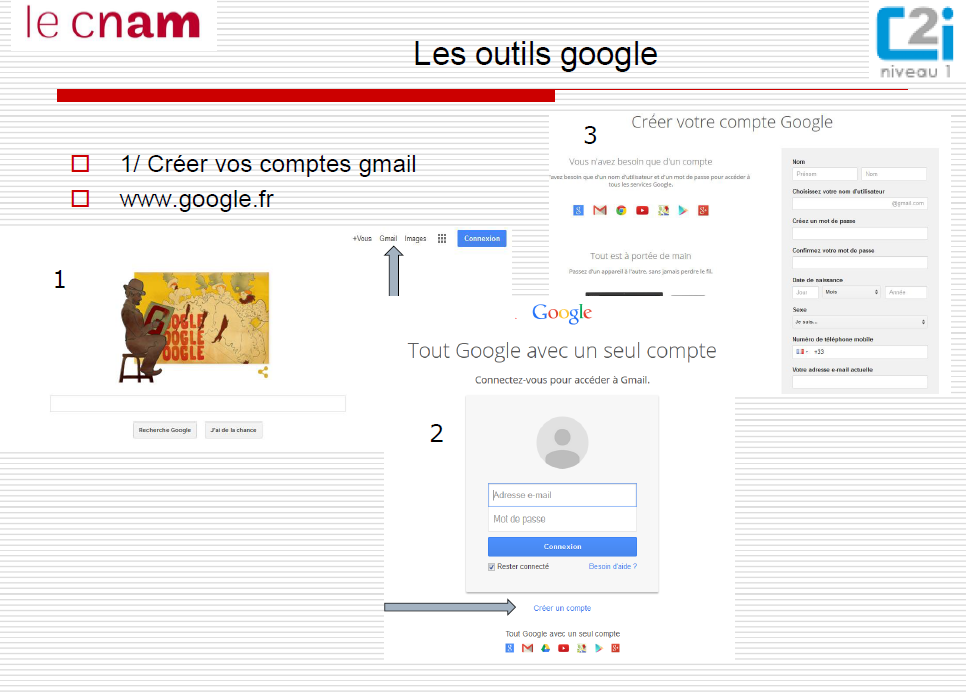 le cnam
C2i
niveau 1
Les outils google
1/ Créer vos comptes gmail
www.google.fr
1
+Vous Gmail Images
Connexion
GOOGLE
GOOGLE
GOOGLE
Recherche Google J'ai de la chance
2
Google
Tout Google avec un seul compte
Connectez-vous pour accéder à Gmail.
Adresse e-mail
Mot de passe
Connexion
Rester connecté Besoin d'aide ?
Créer un compte
Tout Google avec un seul compte
3
Créer votre compte Google
Vous n'avez besoin que d'un compte
avez besoin que d'un nom d'utilisateur et d'un mot de passe pour accéder à
tous les services Google.
Tout est à portée de main
Passez d'un appareil à l'autre, sans jamais perdre le fil.
Nom
Prénom Nom
Choisissez votre nom d'utilisateur
@gmail.com
Créez un mot de passe
Confirmez votre mot de passe
Date de naissance
Jour Mois Année
Sexe
Je suis...
Numéro de téléphone mobile
+33
Votre adresse e-mail actuelle